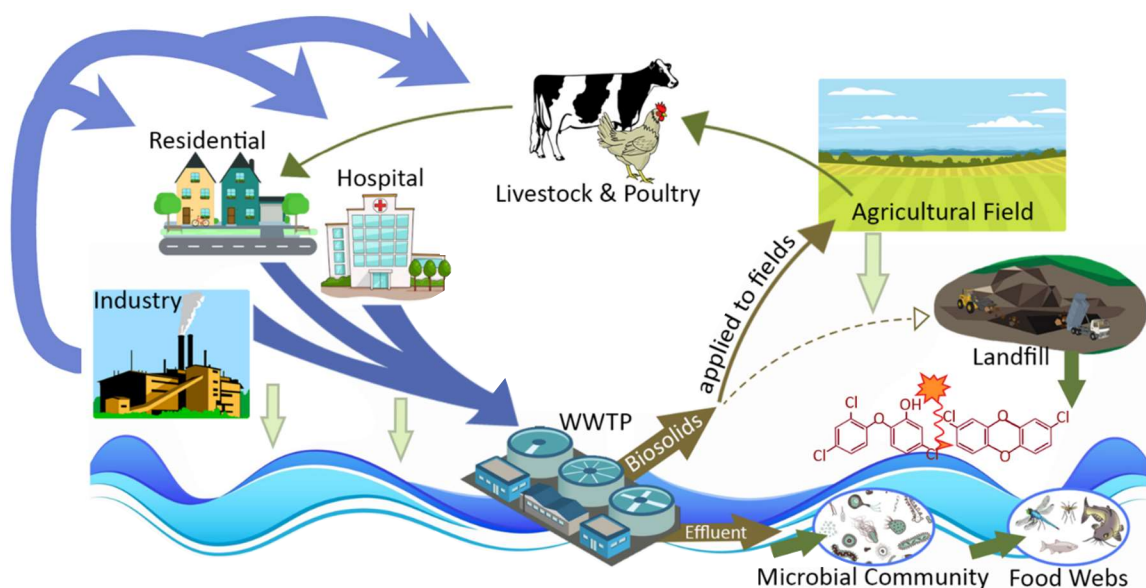 Residential
Hospital
Livestock & Poultry
Agricultural Field
Industry
applied to fields
Landfill
WWTP
Biosolids
Cl
OH
Cl
O
Cl
Cl
Cl
O
O
Cl
Effluent
Microbial Community
Food Webs